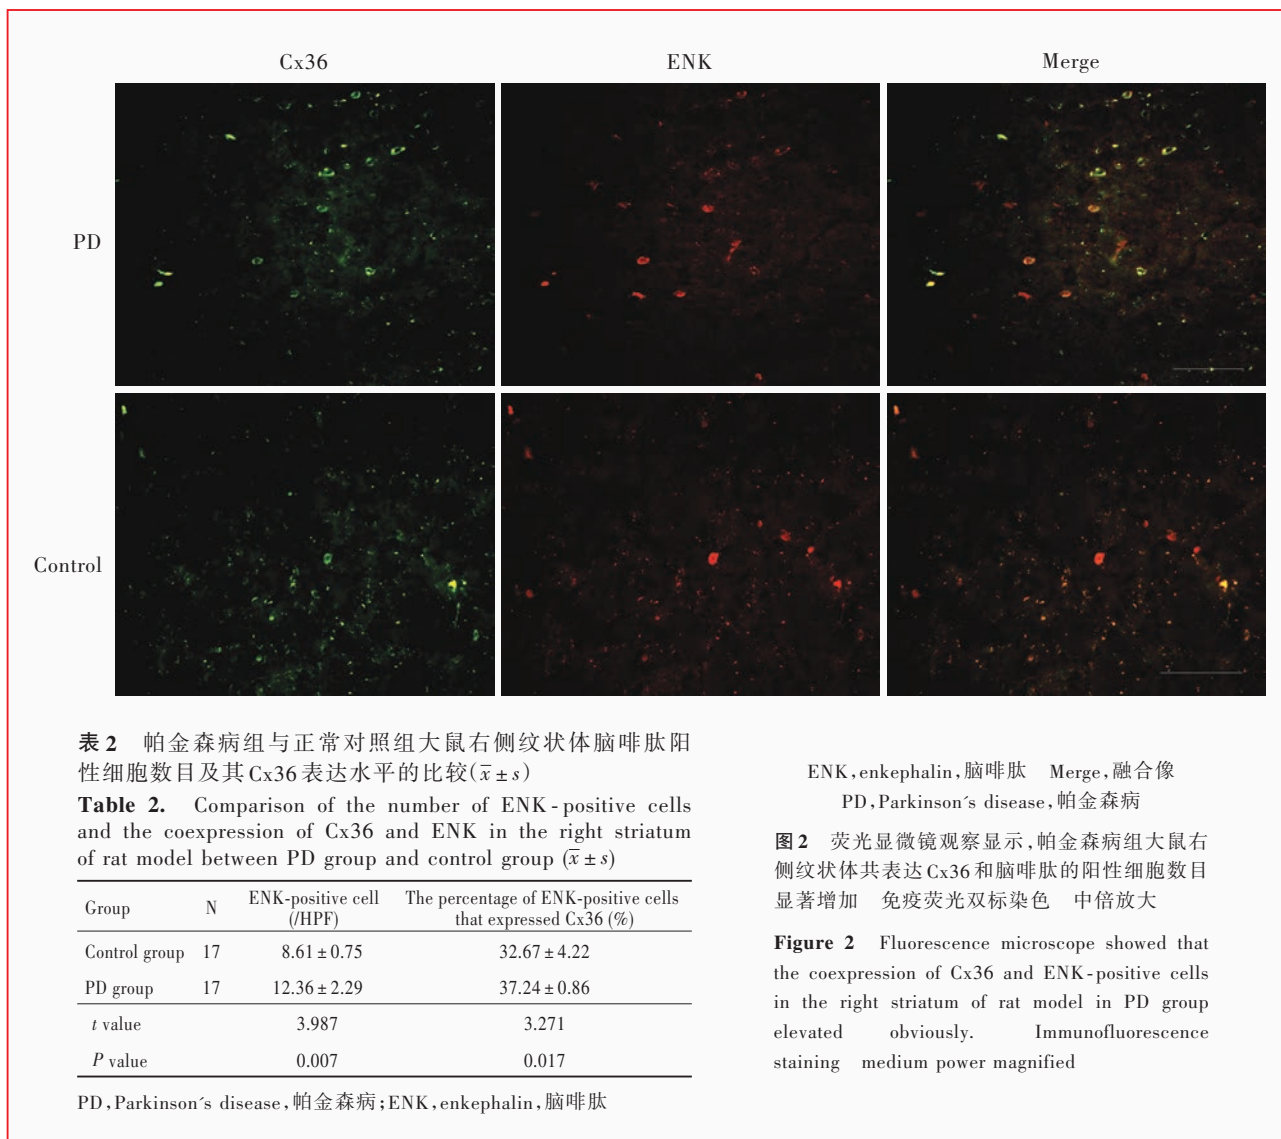 Cx36 ENK Merge
PD
Control
表2 帕金森病组与正常对照组大鼠右侧纹状体脑啡肽阳
性细胞数目及其Cx36表达水平的比较(x̅±s)
Table 2. Comparison of the number of ENK-positive cells
and the coexpression of Cx36 and ENK in the right striatum
of rat model between PD group and control group (x̅±s)
Group N ENK-positive cell (/HPF) The percentage of ENK-positive cells that expressed Cx36 (%)
Control group 17 8.61±0.75 32.67±4.22
PD group 17 12.36±2.29 37.24±0.86
t value 3.987 3.271
P value 0.007 0.017
PD,Parkinson´s disease,帕金森病;ENK,enkephalin,脑啡肽
ENK,enkephalin,脑啡肽 Merge,融合像
PD,Parkinson´s disease,帕金森病
图2 荧光显微镜观察显示,帕金森病组大鼠右
侧纹状体共表达Cx36和脑啡肽的阳性细胞数目
显著增加 免疫荧光双标染色 中倍放大
Figure 2 Fluorescence microscope showed that
the coexpression of Cx36 and ENK-positive cells
in the right striatum of rat model in PD group
elevated obviously. Immunofluorescence
staining medium power magnified